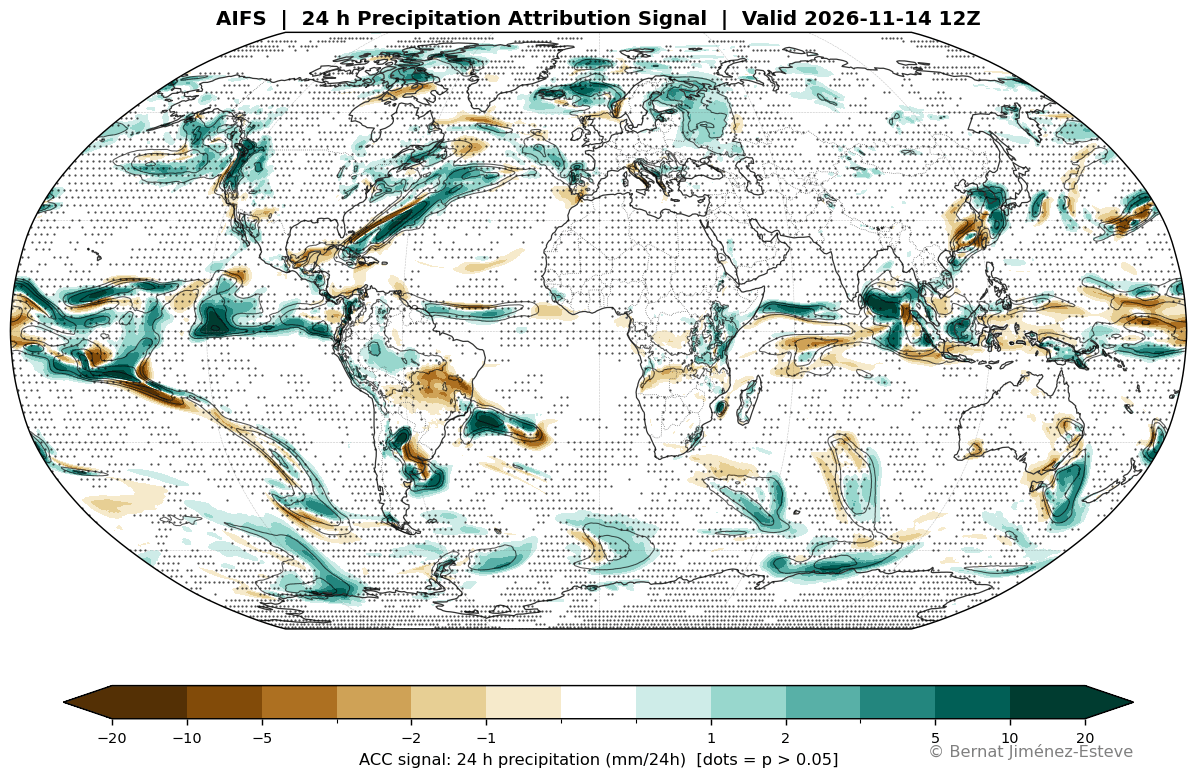 AIFS  |  24 h Precipitation Attribution Signal  |  Valid 2026-11-14 12Z
−20 −10 −5 −2 −1 1 2 5 10 20
© Bernat Jiménez-Esteve
ACC signal: 24 h precipitation (mm/24h)  [dots = p > 0.05]